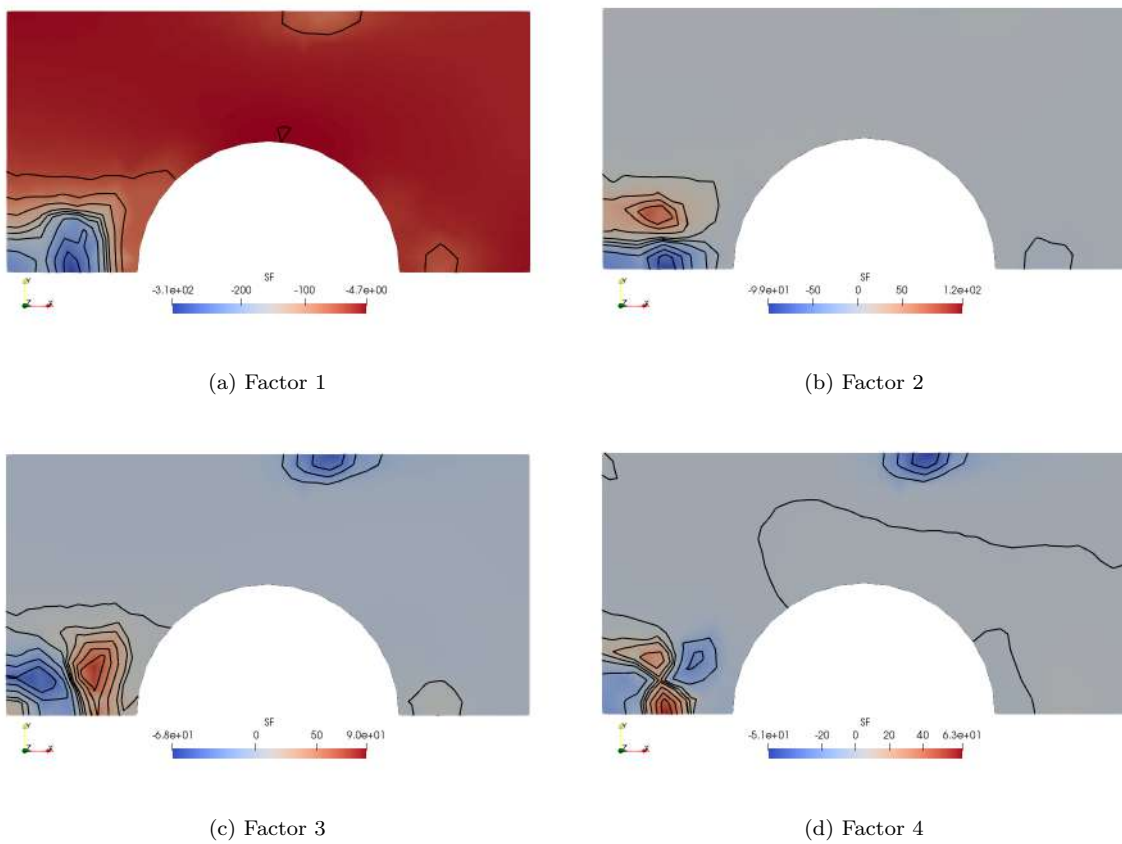 SF
-3.1e+02 -200 -100 -4.7e+00
Y
Z X
(a) Factor 1
SF
-9.9e+01 -50 0 50 1.2e+02
Y
Z X
(b) Factor 2
SF
-6.8e+01 0 50 9.0e+01
Y
Z X
(c) Factor 3
SF
-5.1e+01 -20 0 20 40 6.3e+01
Y
Z X
(d) Factor 4